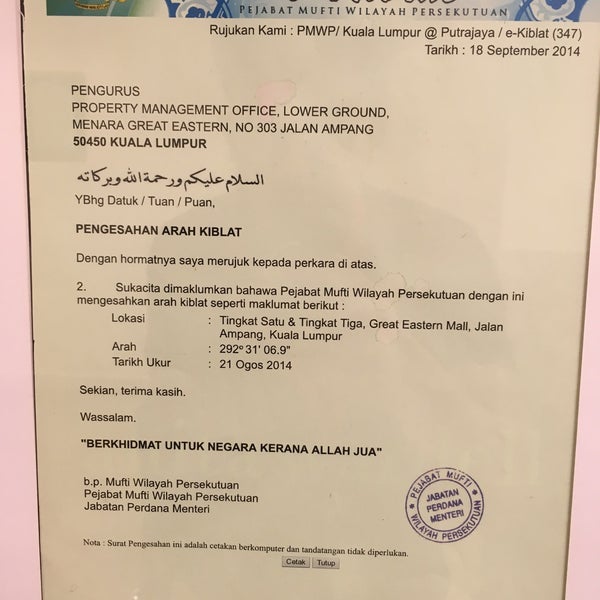 PEJABAT MUFTI WILAYAH PERSEKUTUAN
Rujukan Kami : PMWP/ Kuala Lumpur @ Putrajaya / e-Kiblat (347)
Tarikh : 18 September 2014
PENGURUS
PROPERTY MANAGEMENT OFFICE, LOWER GROUND,
MENARA GREAT EASTERN, NO 303 JALAN AMPANG
50450 KUALA LUMPUR
السلام عليكم ورحمة الله وبركاته
YBhg Datuk / Tuan / Puan,
PENGESAHAN ARAH KIBLAT
Dengan hormatnya saya merujuk kepada perkara di atas.
2. Sukacita dimaklumkan bahawa Pejabat Mufti Wilayah Persekutuan dengan ini
mengesahkan arah kiblat seperti maklumat berikut :
Lokasi : Tingkat Satu & Tingkat Tiga, Great Eastern Mall, Jalan
Ampang, Kuala Lumpur
Arah : 292º 31' 06.9"
Tarikh Ukur : 21 Ogos 2014
Sekian, terima kasih.
Wassalam.
"BERKHIDMAT UNTUK NEGARA KERANA ALLAH JUA"
b.p. Mufti Wilayah Persekutuan
Pejabat Mufti Wilayah Persekutuan
Jabatan Perdana Menteri
PEJABAT MUFTI
JABATAN
PERDANA
MENTERI
WILAYAH PERSEKUTUAN
Nota : Surat Pengesahan ini adalah cetakan berkomputer dan tandatangan tidak diperlukan.
Cetak Tutup